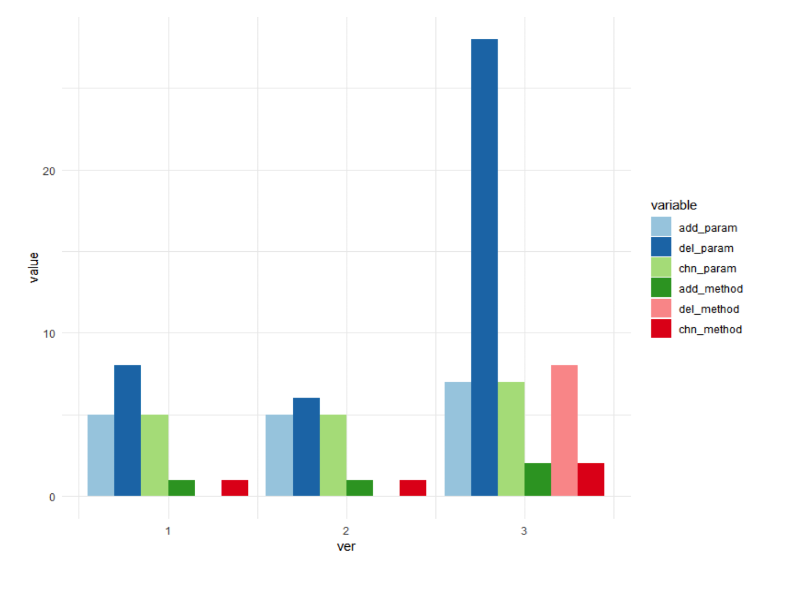 20
10
0
value
1 2 3
ver
variable
add_param
del_param
chn_param
add_method
del_method
chn_method